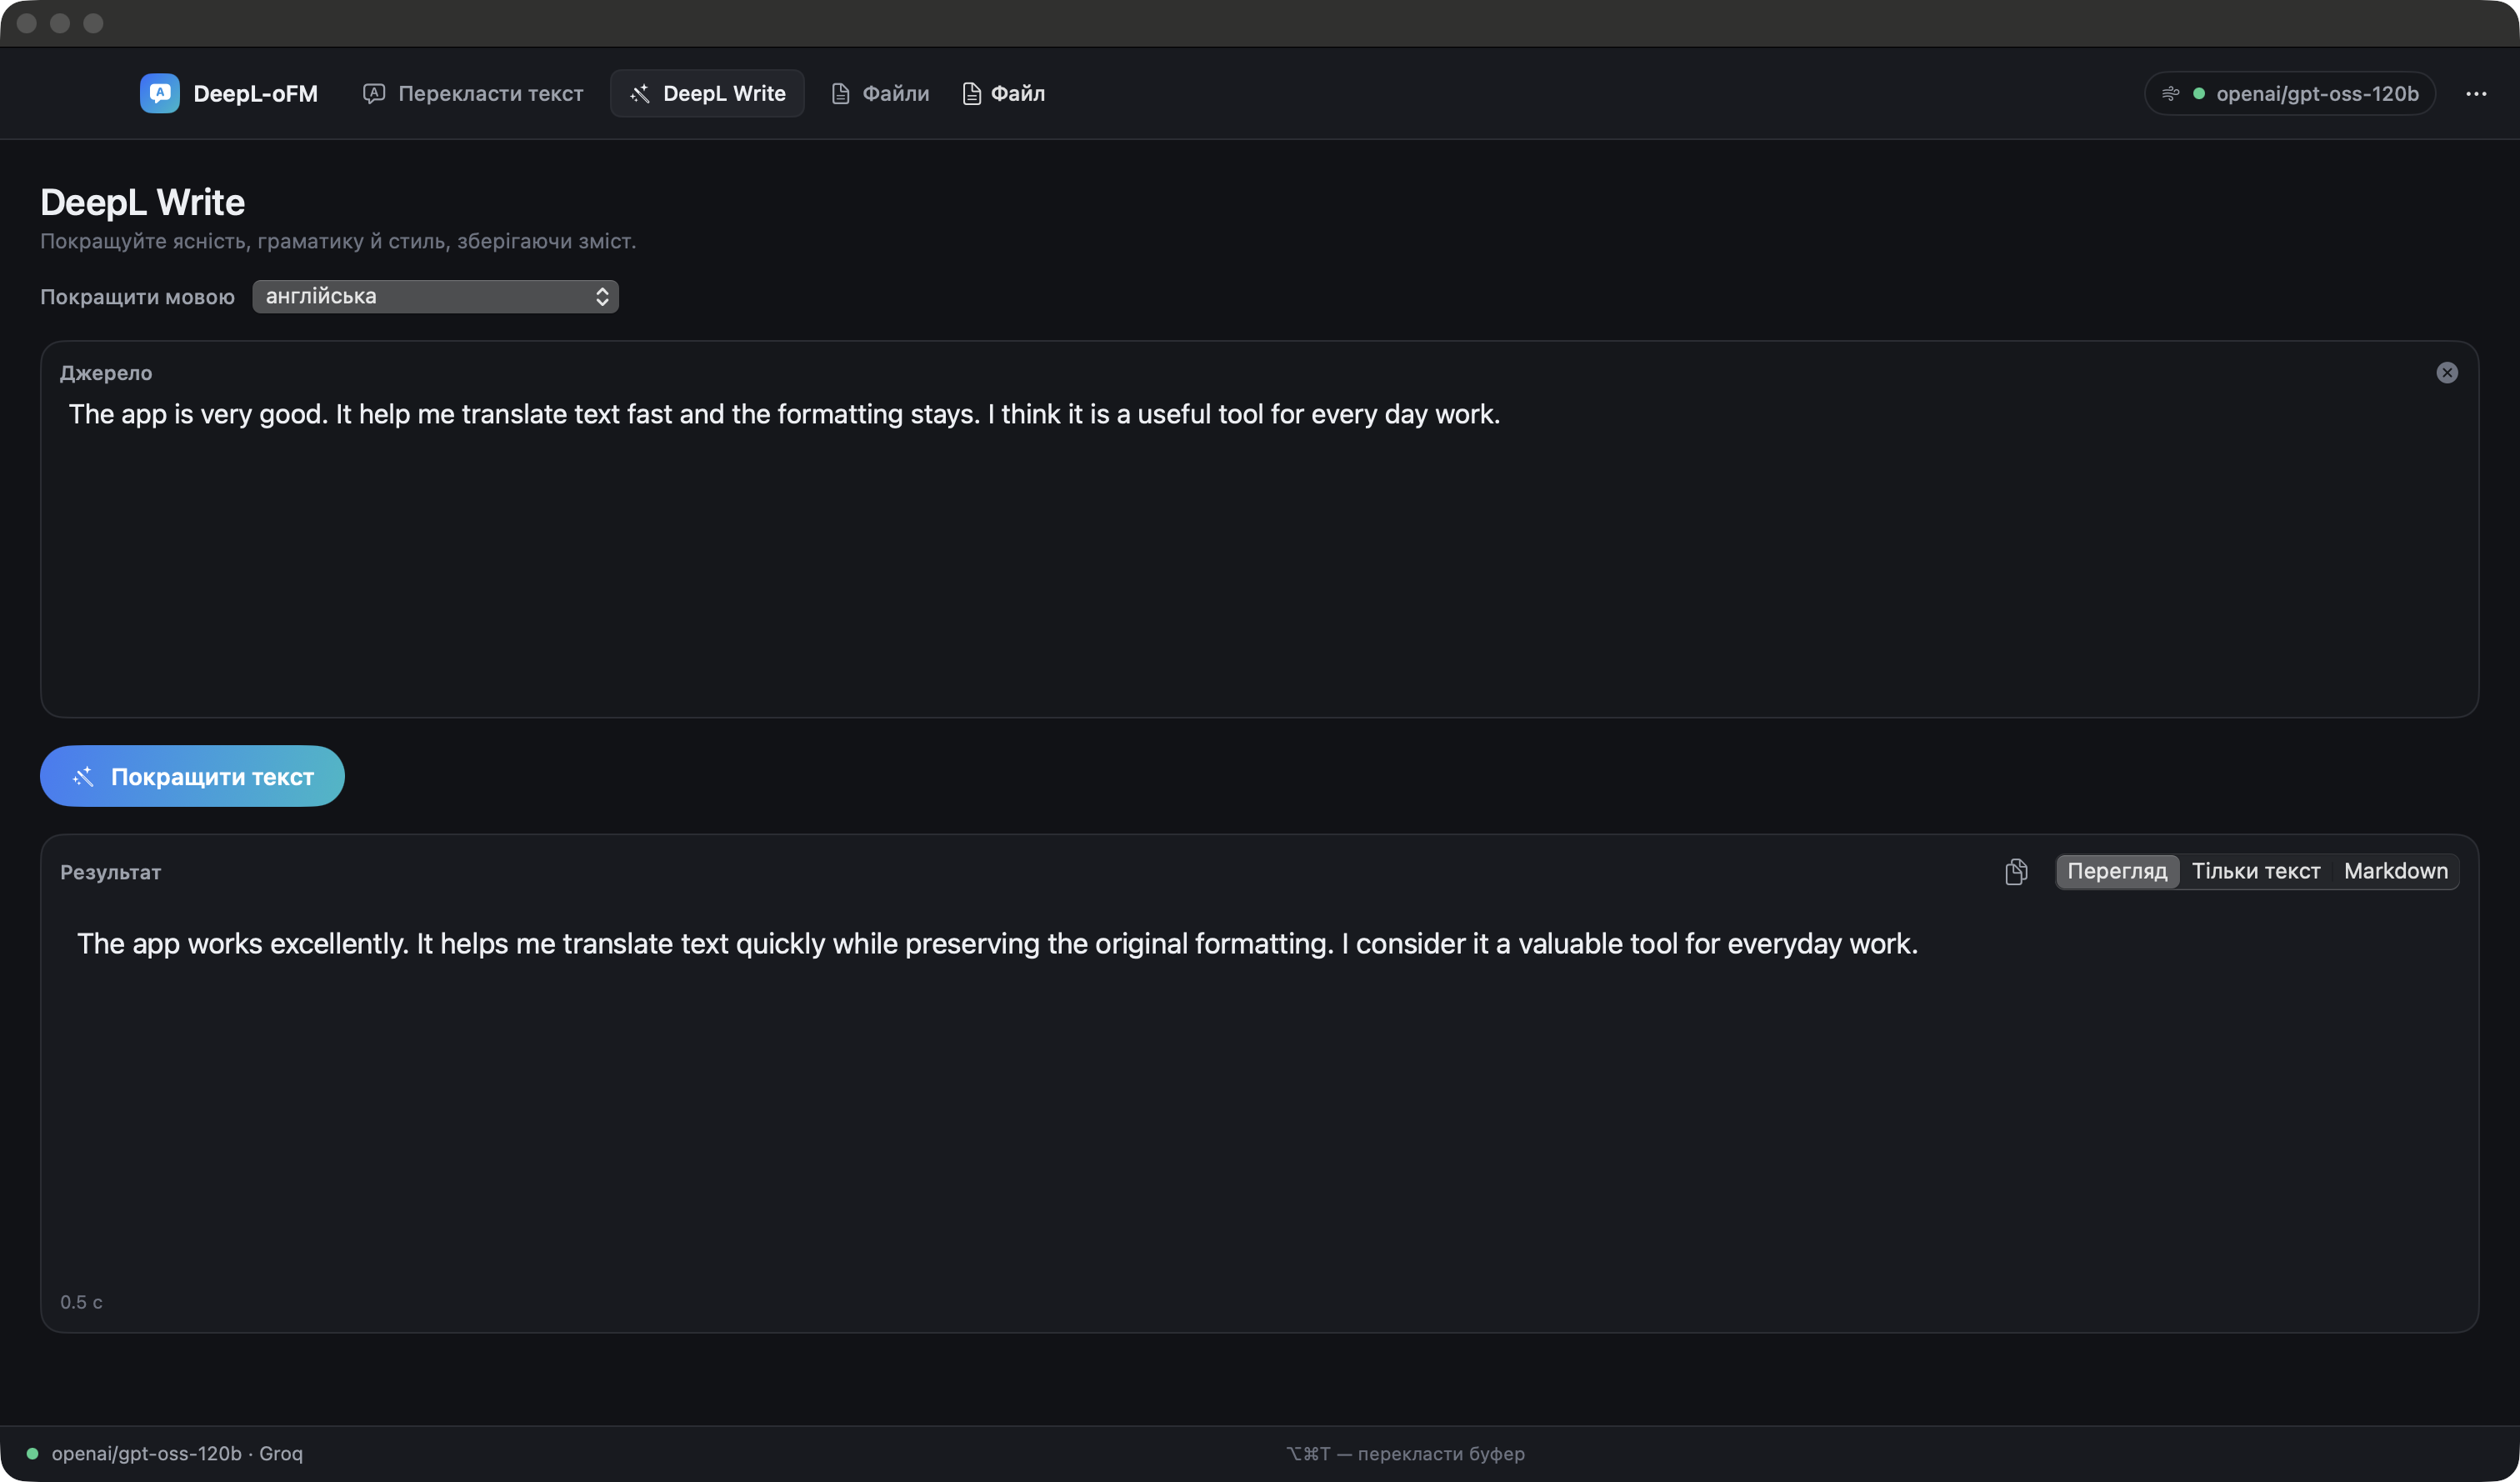 DeepL-oFM
Перекласти текст
DeepL Write
Файли
Файл
openai/gpt-oss-120b
DeepL Write
Покращуйте ясність, граматику й стиль, зберігаючи зміст.
Покращити мовою
англійська
Джерело
The app is very good. It help me translate text fast and the formatting stays. I think it is a useful tool for every day work.
Покращити текст
Результат
Перегляд
Тільки текст
Markdown
The app works excellently. It helps me translate text quickly while preserving the original formatting. I consider it a valuable tool for everyday work.
0.5 с
openai/gpt-oss-120b · Groq
⌥⌘T — перекласти буфер